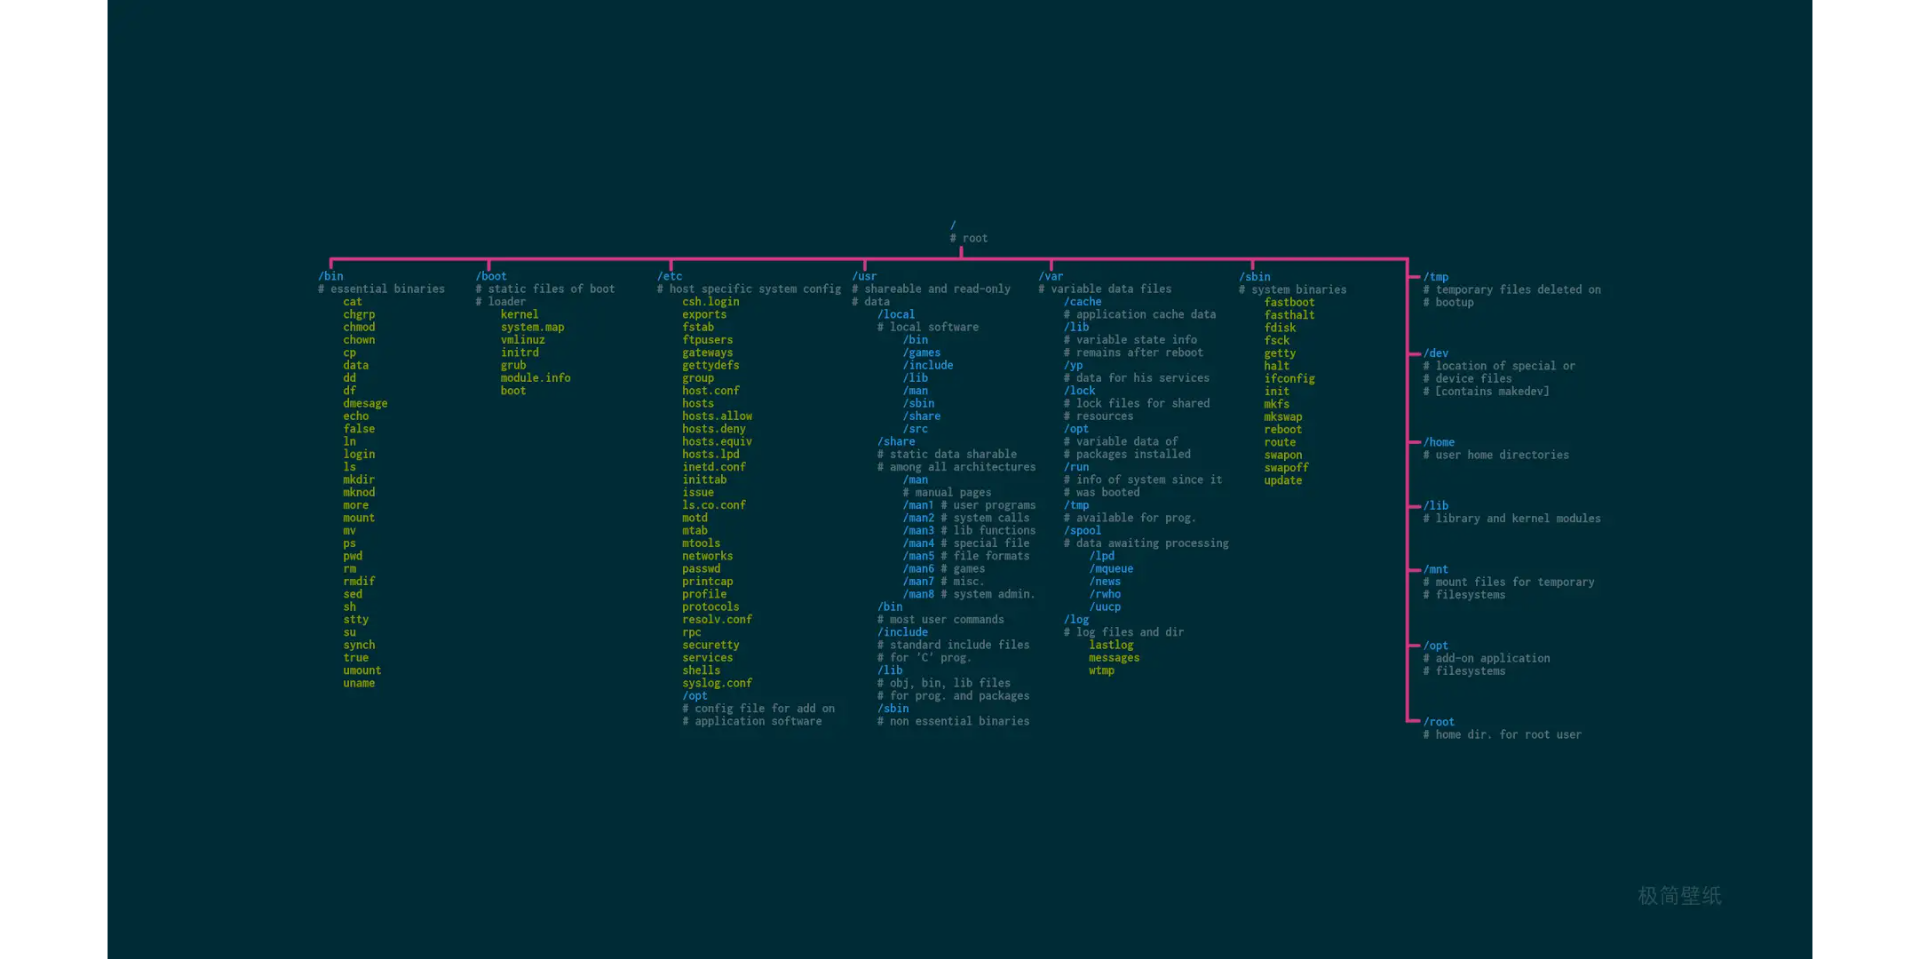 /
# root
/bin
# essential binaries
cat
chgrp
chmod
chown
cp
data
dd
df
dmesage
echo
false
ln
login
ls
mkdir
mknod
more
mount
mv
ps
pwd
rm
rmdif
sed
sh
stty
su
synch
true
umount
uname
/boot
# static files of boot
# loader
kernel
system.map
vmlinuz
initrd
grub
module.info
boot
/etc
# host specific system config
csh.login
exports
fstab
ftpusers
gateways
gettydefs
group
host.conf
hosts
hosts.allow
hosts.deny
hosts.equiv
hosts.lpd
inetd.conf
inittab
issue
ls.co.conf
motd
mtab
mtools
networks
passwd
printcap
profile
protocols
resolv.conf
rpc
securetty
services
shells
syslog.conf
/opt
# config file for add on
# application software
/usr
# shareable and read-only
# data
/local
# local software
/bin
/games
/include
/lib
/man
/sbin
/share
/src
/share
# static data sharable
# among all architectures
/man
# manual pages
/man1 # user programs
/man2 # system calls
/man3 # lib functions
/man4 # special file
/man5 # file formats
/man6 # games
/man7 # misc.
/man8 # system admin.
/bin
# most user commands
/include
# standard include files
# for 'C' prog.
/lib
# obj, bin, lib files
# for prog. and packages
/sbin
# non essential binaries
/var
# variable data files
/cache
# application cache data
/lib
# variable state info
# remains after reboot
/yp
# data for his services
/lock
# lock files for shared
# resources
/opt
# variable data of
# packages installed
/run
# info of system since it
# was booted
/tmp
# available for prog.
/spool
# data awaiting processing
/lpd
/mqueue
/news
/rwho
/uucp
/log
# log files and dir
lastlog
messages
wtmp
/sbin
# system binaries
fastboot
fasthalt
fdisk
fsck
getty
halt
ifconfig
init
mkfs
mkswap
reboot
route
swapon
swapoff
update
/tmp
# temporary files deleted on
# bootup
/dev
# location of special or
# device files
# [contains makedev]
/home
# user home directories
/lib
# library and kernel modules
/mnt
# mount files for temporary
# filesystems
/opt
# add-on application
# filesystems
/root
# home dir. for root user
极简壁纸